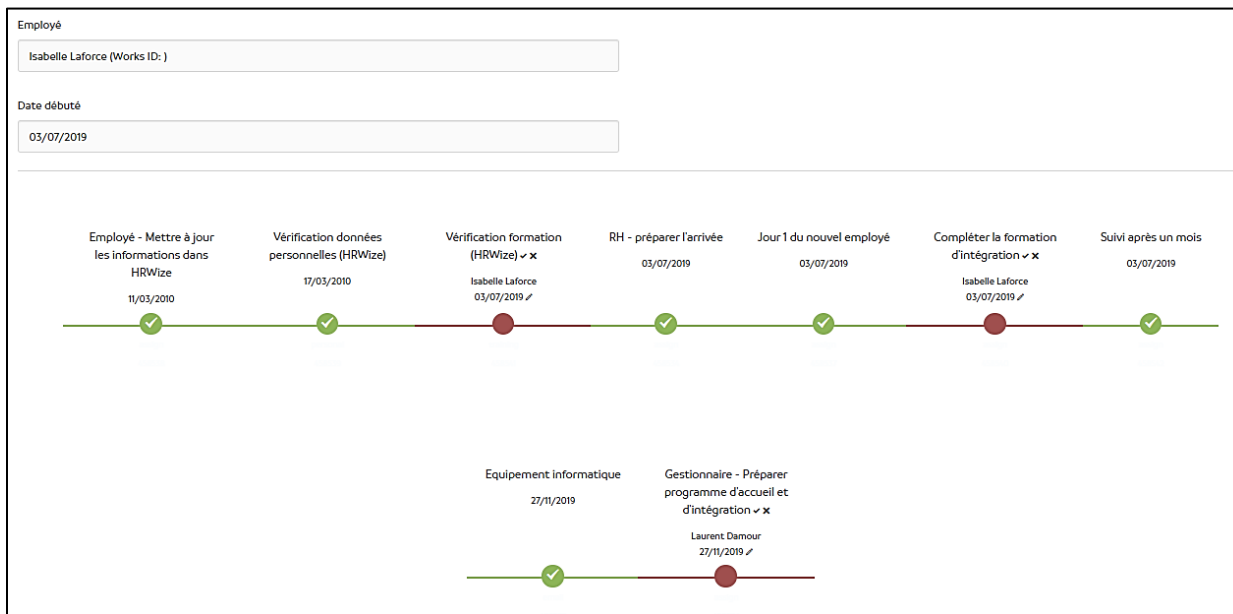 Employé
Isabelle Laforce (Works ID: )
Date débuté
03/07/2019
Employé - Mettre à jour
les informations dans
HRWize
11/03/2010
Vérification données
personnelles (HRWize)
17/03/2010
Vérification formation
(HRWize) ✔ ✖
Isabelle Laforce
03/07/2019
RH - préparer l'arrivée
03/07/2019
Jour 1 du nouvel employé
03/07/2019
Compléter la formation
d'intégration ✔ ✖
Isabelle Laforce
03/07/2019
Suivi après un mois
03/07/2019
Equipement informatique
27/11/2019
Gestionnaire - Préparer
programme d'accueil et
d'intégration ✔ ✖
Laurent Damour
27/11/2019